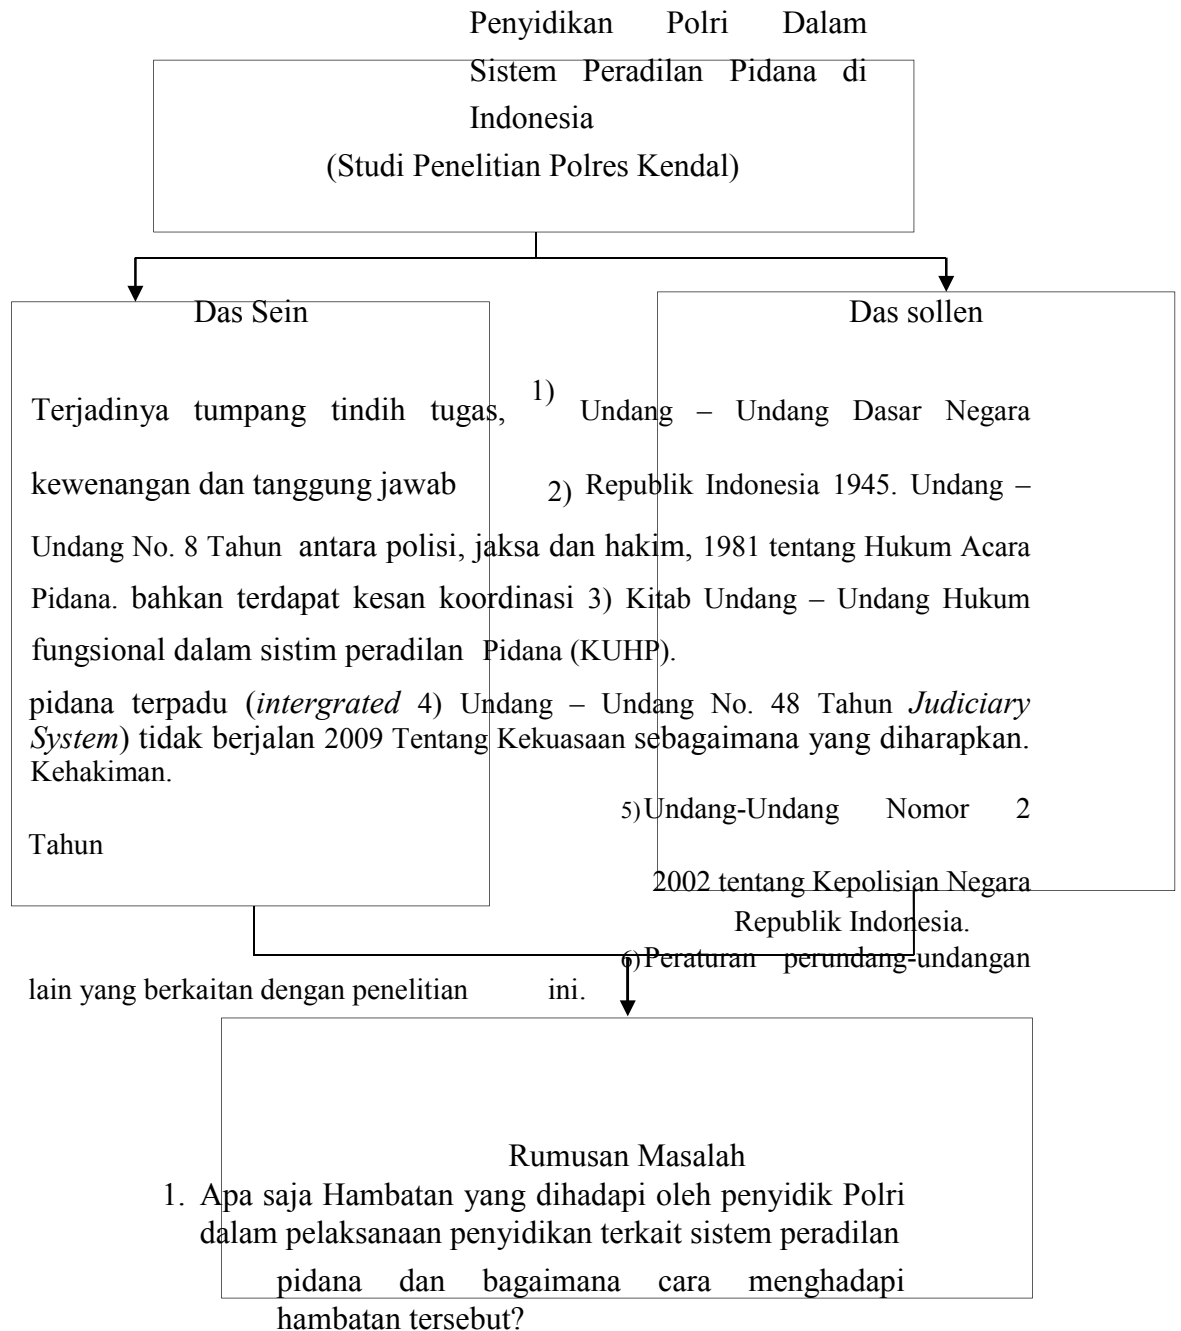 Penyidikan Polri Dalam
Sistem Peradilan Pidana di
Indonesia
(Studi Penelitian Polres Kendal)
Das Sein
Das sollen
Terjadinya tumpang tindih tugas, 1) Undang – Undang Dasar Negara
kewenangan dan tanggung jawab 2) Republik Indonesia 1945. Undang –
Undang No. 8 Tahun antara polisi, jaksa dan hakim, 1981 tentang Hukum Acara
Pidana. bahkan terdapat kesan koordinasi 3) Kitab Undang – Undang Hukum
fungsional dalam sistim peradilan Pidana (KUHP).
pidana terpadu (intergrated 4) Undang – Undang No. 48 Tahun Judiciary
System) tidak berjalan 2009 Tentang Kekuasaan sebagaimana yang diharapkan.
Kehakiman.
5) Undang-Undang Nomor 2
Tahun
2002 tentang Kepolisian Negara
Republik Indonesia.
6) Peraturan perundang-undangan
lain yang berkaitan dengan penelitian ini.
Rumusan Masalah
1. Apa saja Hambatan yang dihadapi oleh penyidik Polri
dalam pelaksanaan penyidikan terkait sistem peradilan
pidana dan bagaimana cara menghadapi
hambatan tersebut?